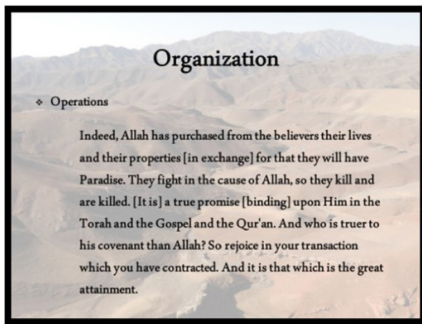 Organization
❖ Operations
Indeed, Allah has purchased from the believers their lives
and their properties [in exchange] for that they will have
Paradise. They fight in the cause of Allah, so they kill and
are killed. [It is] a true promise [binding] upon Him in the
Torah and the Gospel and the Qur'an. And who is truer to
his covenant than Allah? So rejoice in your transaction
which you have contracted. And it is that which is the great
attainment.